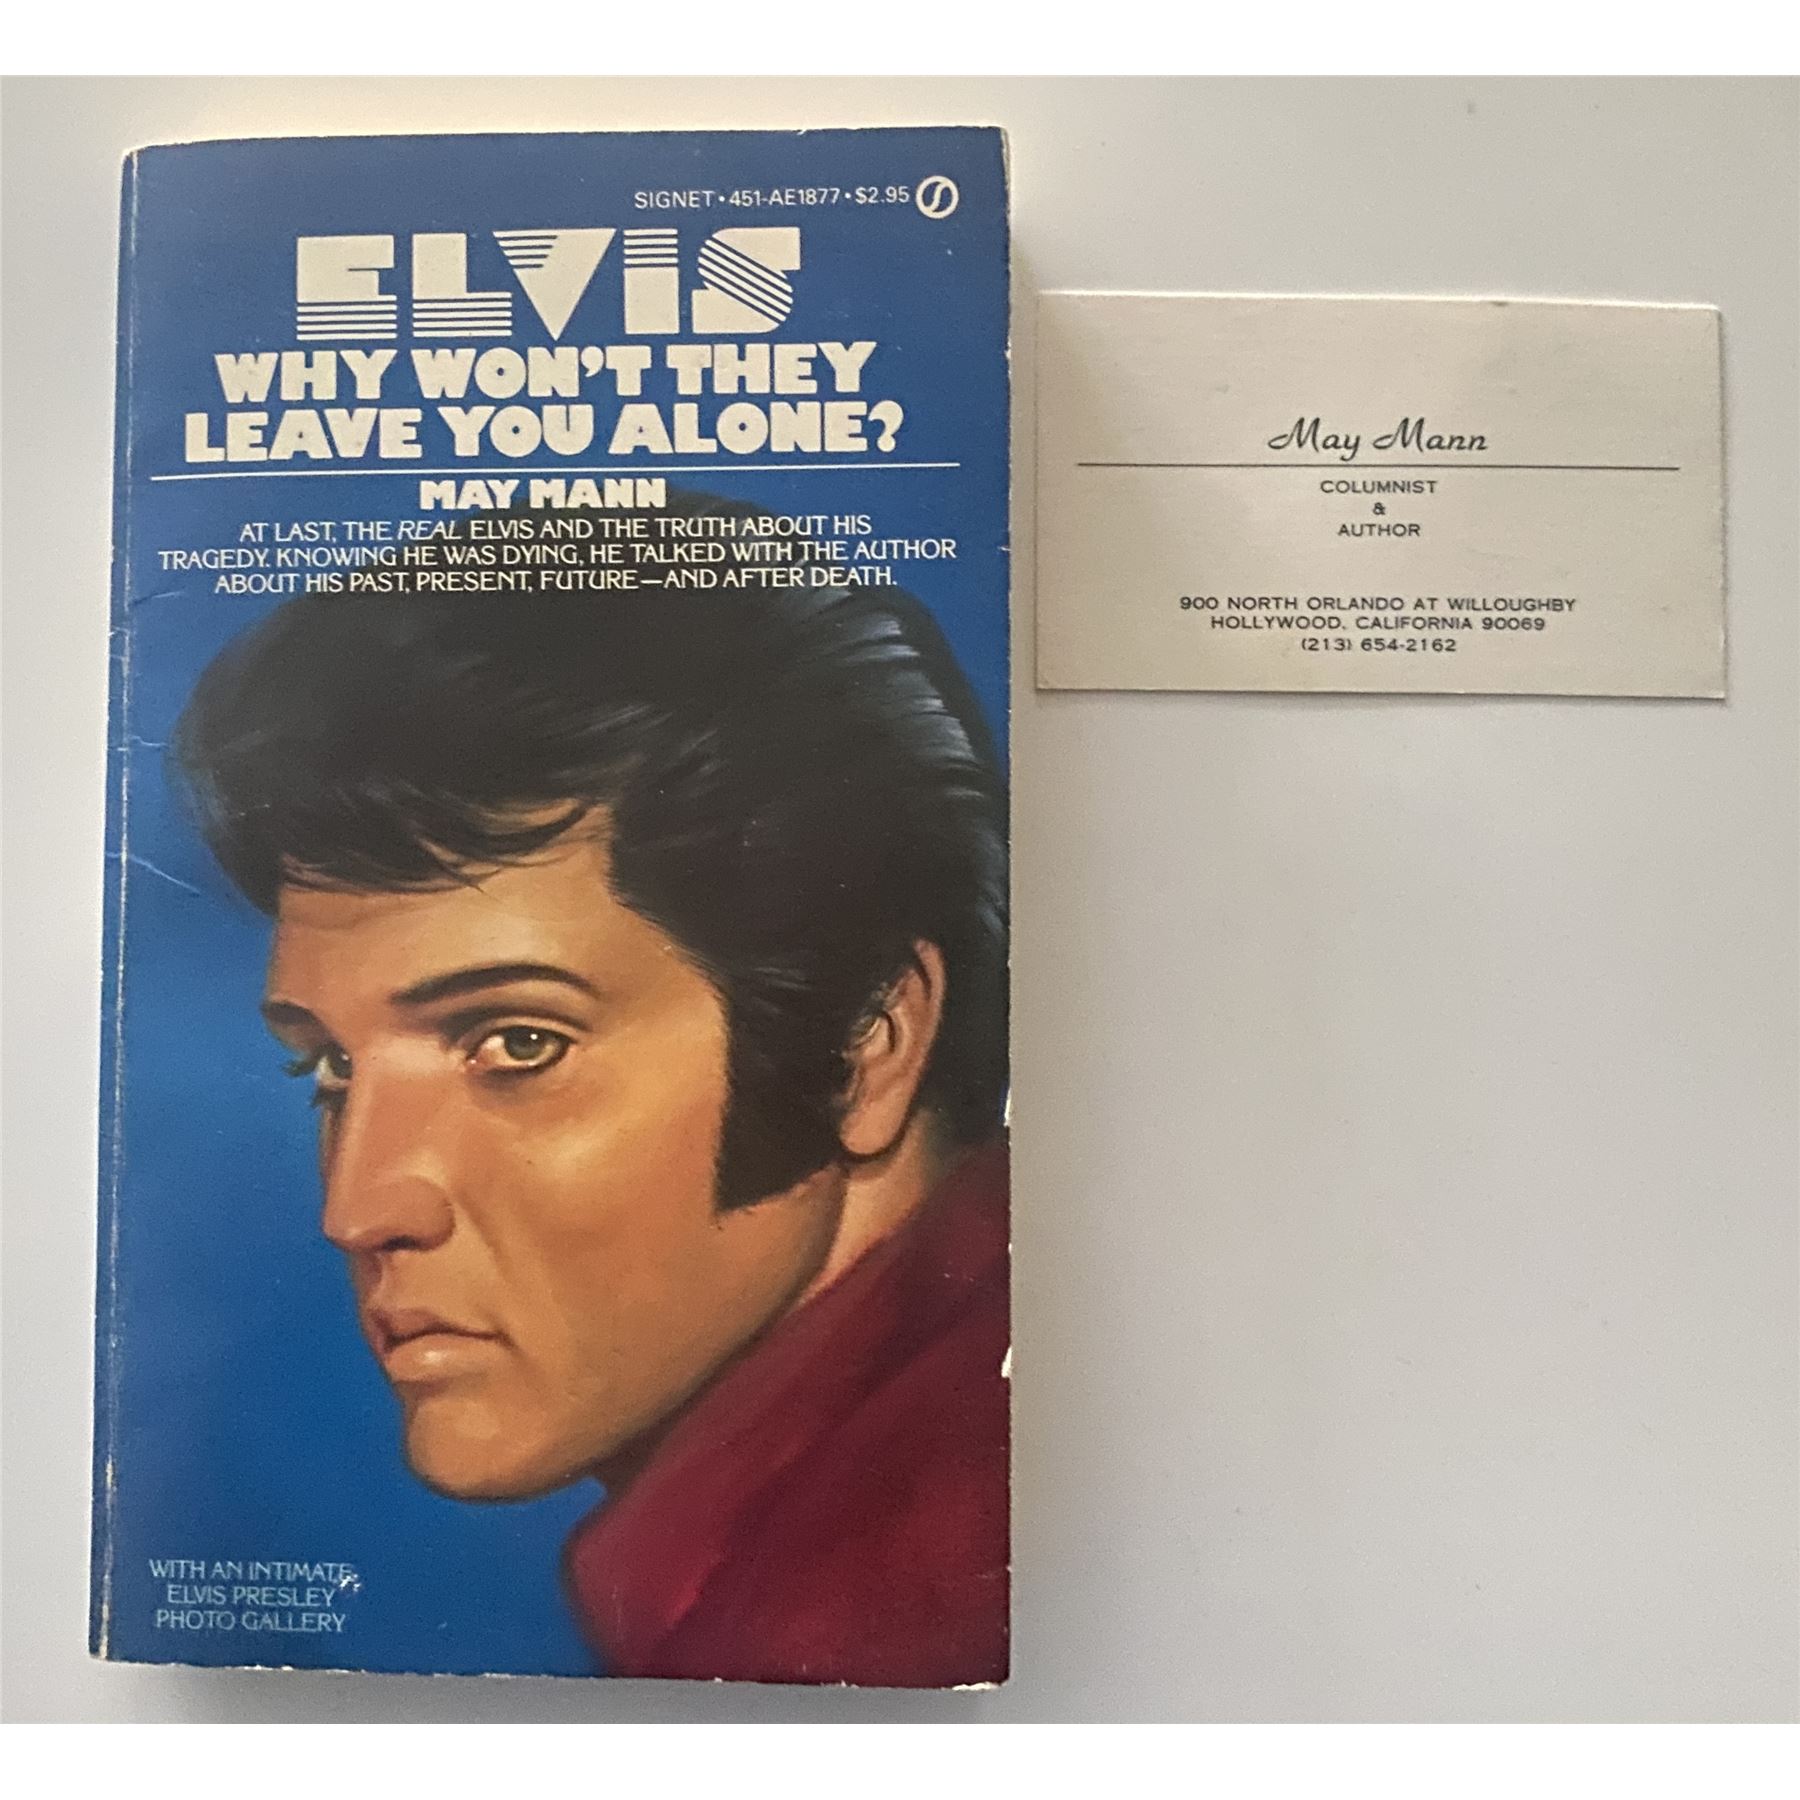 SIGNET • 451-AE1877 • $2.95
ELVIS
WHY WON'T THEY
LEAVE YOU ALONE?
MAY MANN
AT LAST, THE REAL ELVIS AND THE TRUTH ABOUT HIS
TRAGEDY. KNOWING HE WAS DYING, HE TALKED WITH THE AUTHOR
ABOUT HIS PAST, PRESENT, FUTURE—AND AFTER DEATH.
WITH AN INTIMATE
ELVIS PRESLEY
PHOTO GALLERY
May Mann
COLUMNIST
&
AUTHOR
900 NORTH ORLANDO AT WILLOUGHBY
HOLLYWOOD, CALIFORNIA 90069
(213) 654-2162